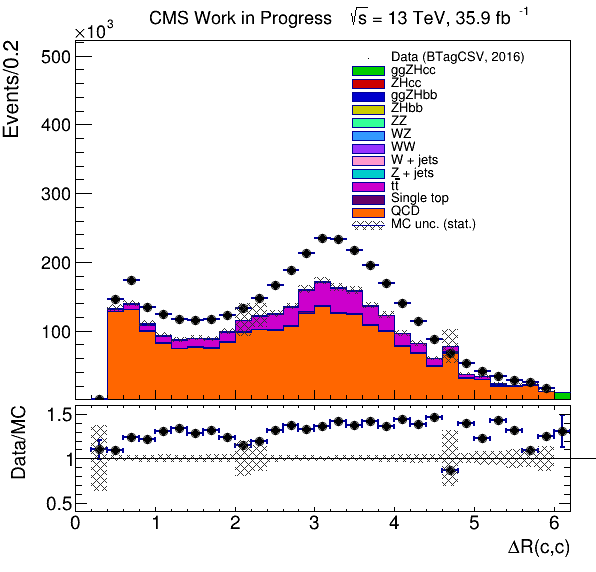 CMS Work in Progress √s = 13 TeV, 35.9 fb⁻¹
×10³
Events/0.2
500
400
300
200
100
Data (BTagCSV, 2016)
ggZHcc
ZHcc
ggZHbb
ZHbb
ZZ
WZ
WW
W + jets
Z + jets
tt̅
Single top
QCD
MC unc. (stat.)
Data/MC
1.5
1
0.5
0 1 2 3 4 5 6
ΔR(c,c)